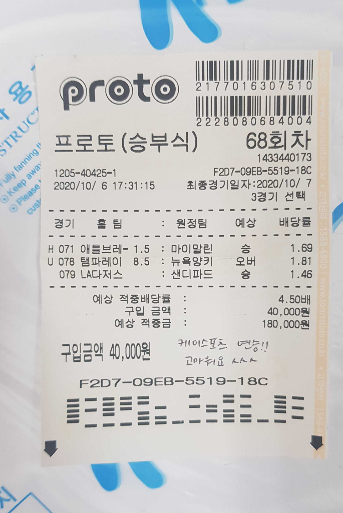 proto
2177016307510
2228080684004
프로토(승부식) 68회차
1433440173
1205-40425-1 F2D7-09EB-5519-18C
2020/10/ 6 17:31:15 최종경기일자:2020/10/ 7
3경기 선택
경기 홈 팀 : 원정팀 예상 배당률
H 071 애틀브레- 1.5 : 마이말린 승 1.69
U 078 탬파레이 8.5 : 뉴욕양키 오버 1.81
079 LA다저스 : 샌디파드 승 1.46
예상 적중배당률 : 4.50배
구입 금액 : 40,000원
예상 적중금 : 180,000원
구입금액 40,000원
케이스포츠 연승!!
고마워요 ^^^
F2D7-09EB-5519-18C